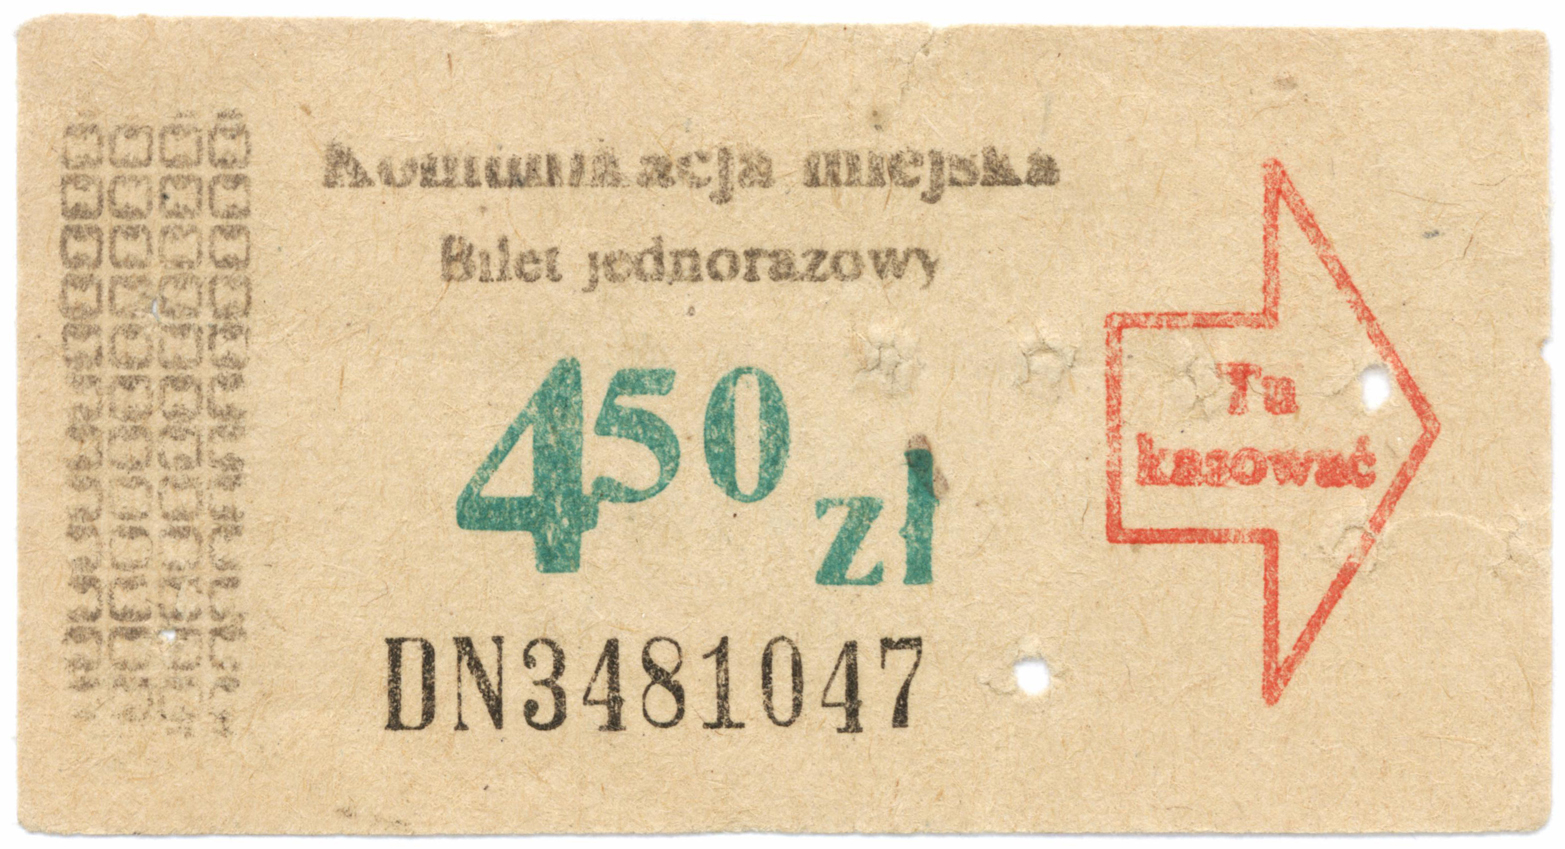 Komunikacja miejska
Bilet jednorazowy
450 zł
DN3481047
Tu
kasować